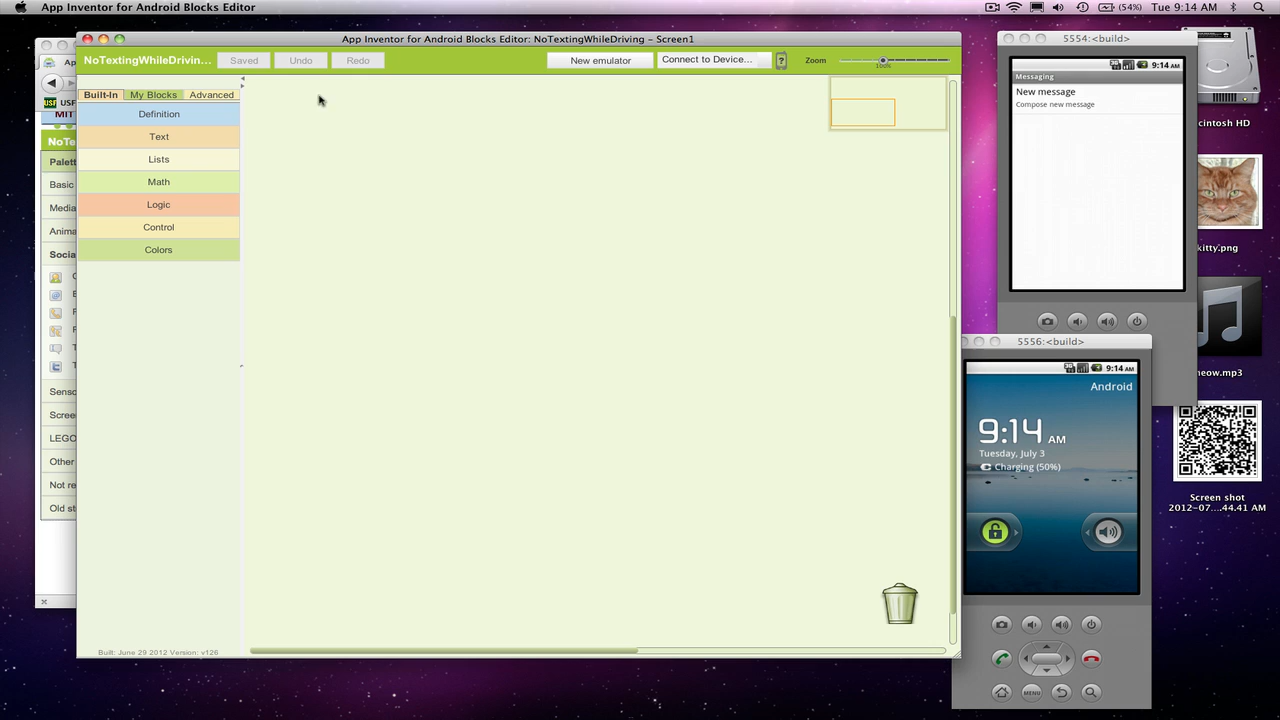 App Inventor for Android Blocks Editor
(54%) Tue 9:14 AM
App Inventor for Android Blocks Editor: NoTextingWhileDriving – Screen1
NoTextingWhileDrivin...
Saved
Undo
Redo
New emulator
Connect to Device...
Zoom
100%
Built-In
My Blocks
Advanced
Definition
Text
Lists
Math
Logic
Control
Colors
Built: June 29 2012 Version: v126
Ap
USF
USF
MIT
NoTe
Palett
Basic
Media
Anima
Socia
Senso
Scree
LEGO
Other
Not re
Old st
5554:<build>
9:14 AM
Messaging
New message
Compose new message
5556:<build>
9:14 AM
Android
9:14 AM
Tuesday, July 3
Charging (50%)
MENU
cintosh HD
kitty.png
meow.mp3
Screen shot
2012-07....44.41 AM